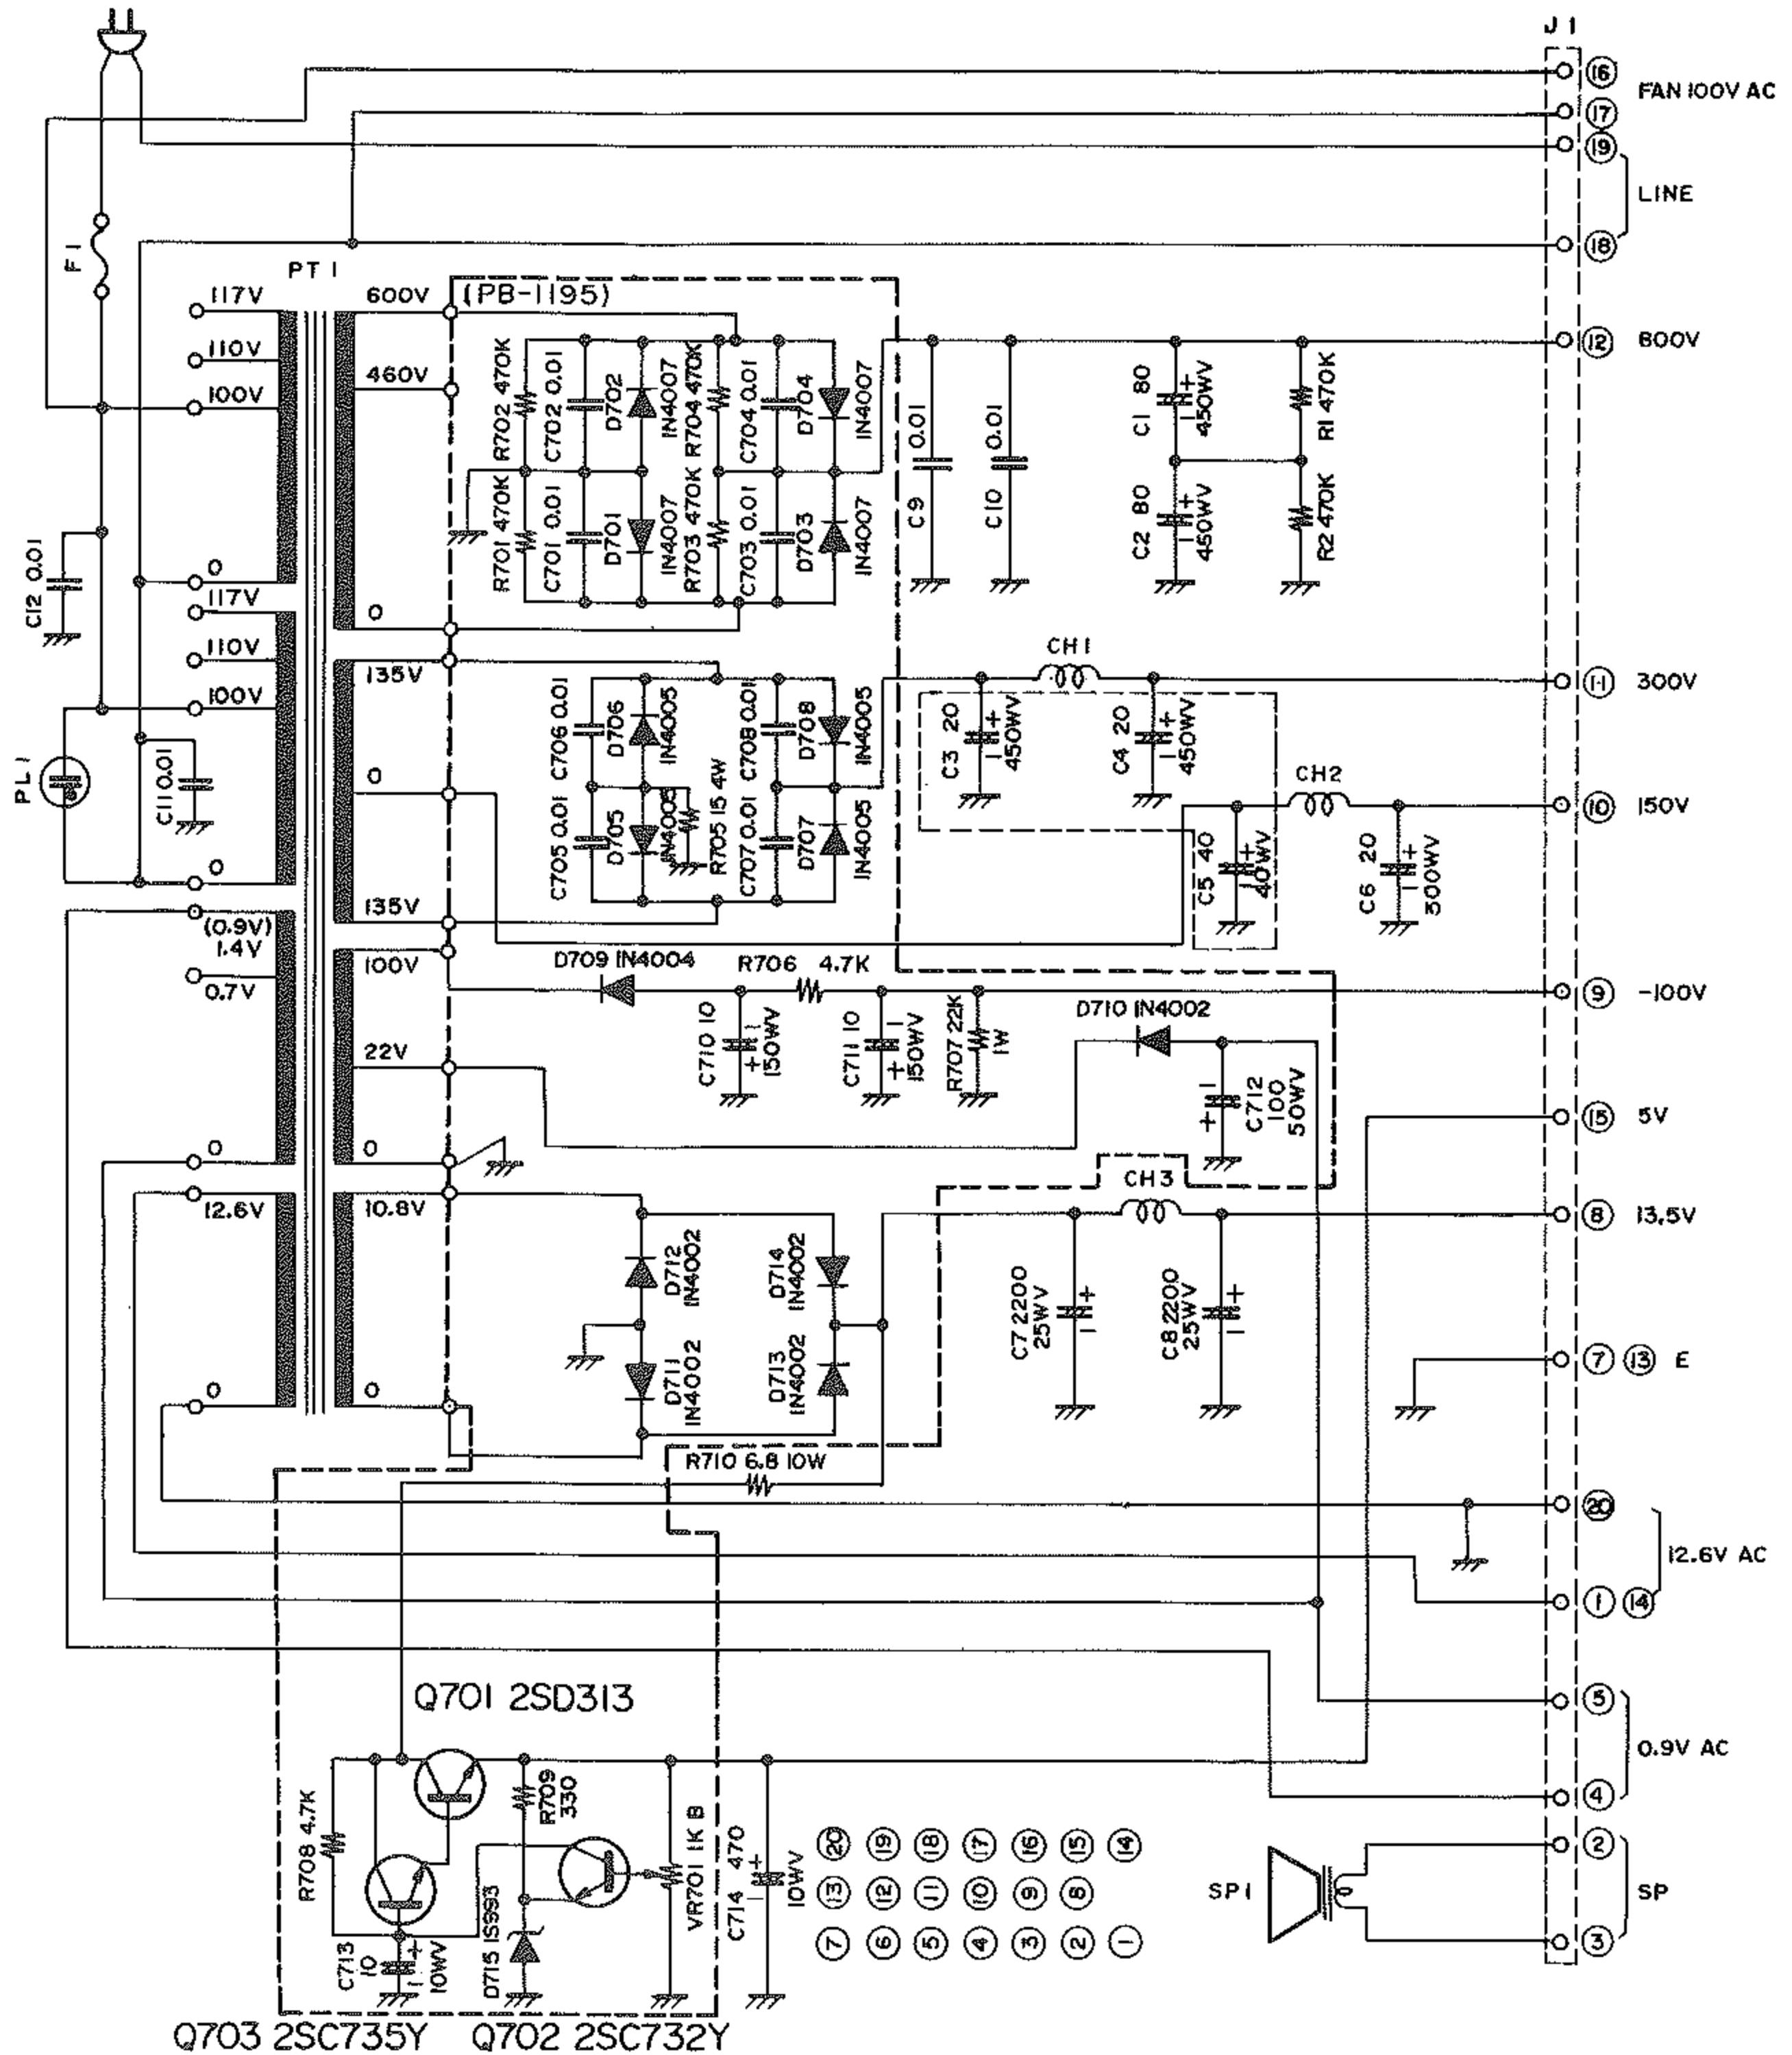 J1
16
FAN 100V AC
17
19
LINE
18
F1
PT1
117V
110V
100V
0
600V
460V
0
(PB-1195)
R702 470K
C702 0.01
D702
IN4007
R704 470K
C704 0.01
D704
IN4007
R701 470K
C701 0.01
D701
IN4007
R703 470K
C703 0.01
D703
IN4007
C9 0.01
C10 0.01
C1 80
450WV
R1 470K
C2 80
450WV
R2 470K
12 800V
C12 0.01
117V
110V
100V
0
PL1
C11 0.01
135V
0
135V
C706 0.01
D706
IN4005
C708 0.01
D708
IN4005
C705 0.01
D705
IN4005
R705 15 4W
C707 0.01
D707
IN4005
CH1
C3 20
450WV
C4 20
450WV
11 300V
CH2
C5 40
C6 20
300WV
10 150V
(0.9V)
1.4V
0.7V
0
100V
22V
0
D709 IN4004
R706 4.7K
C710 10
150WV
C711 10
150WV
R707 22K
1W
9 -100V
D710 IN4002
C712
100
50WV
15 5V
12.6V
0
10.8V
0
D712
IN4002
D714
IN4002
D711
IN4002
D713
IN4002
CH3
C7 2200
25WV
C8 2200
25WV
8 13.5V
7 13 E
R710 6.8 10W
20
12.6V AC
1 14
Q701 2SD313
5
0.9V AC
4
R708 4.7K
R709
330
VR701 1K B
C714 470
10WV
C713
10
10WV
D715 1S993
20 19 18 17 16 15 14
13 12 11 10 9 8
7 6 5 4 3 2 1
SP1
2
SP
3
Q703 2SC735Y
Q702 2SC732Y